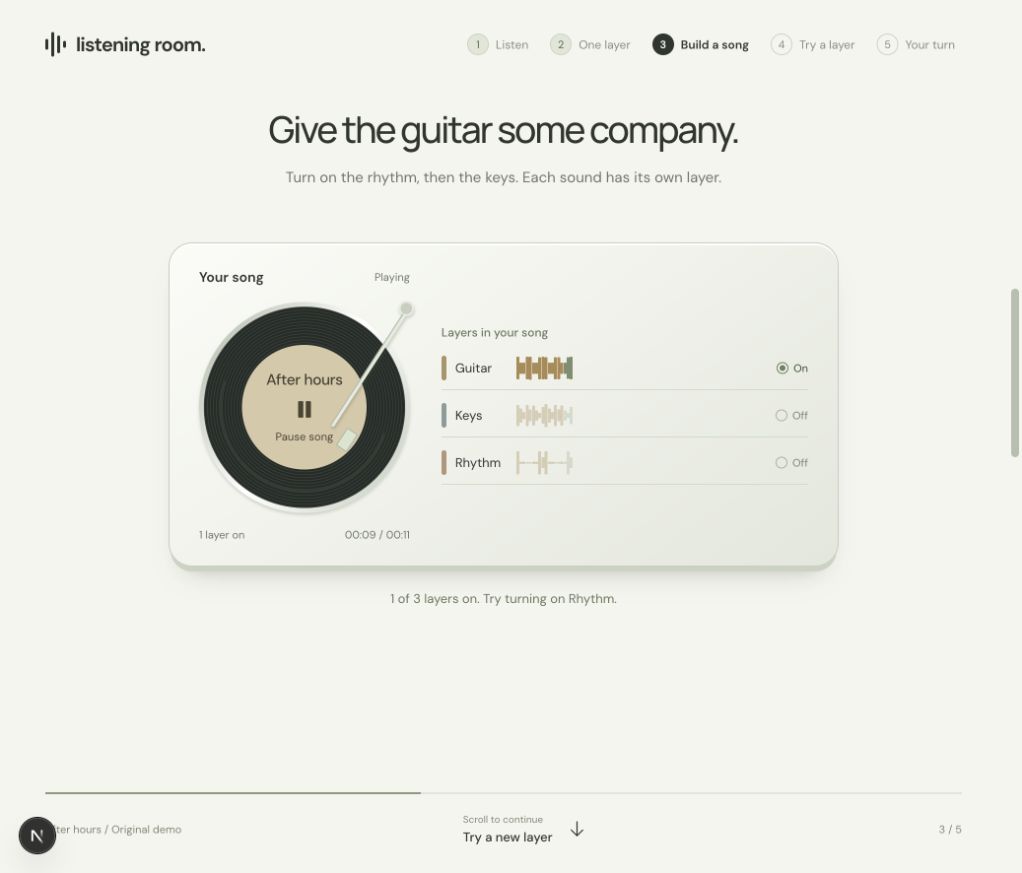 listening room.
1 Listen
2 One layer
3 Build a song
4 Try a layer
5 Your turn
Give the guitar some company.
Turn on the rhythm, then the keys. Each sound has its own layer.
Your song
Playing
After hours
Pause song
1 layer on
00:09 / 00:11
Layers in your song
Guitar
On
Keys
Off
Rhythm
Off
1 of 3 layers on. Try turning on Rhythm.
N
ter hours / Original demo
Scroll to continue
Try a new layer
3 / 5